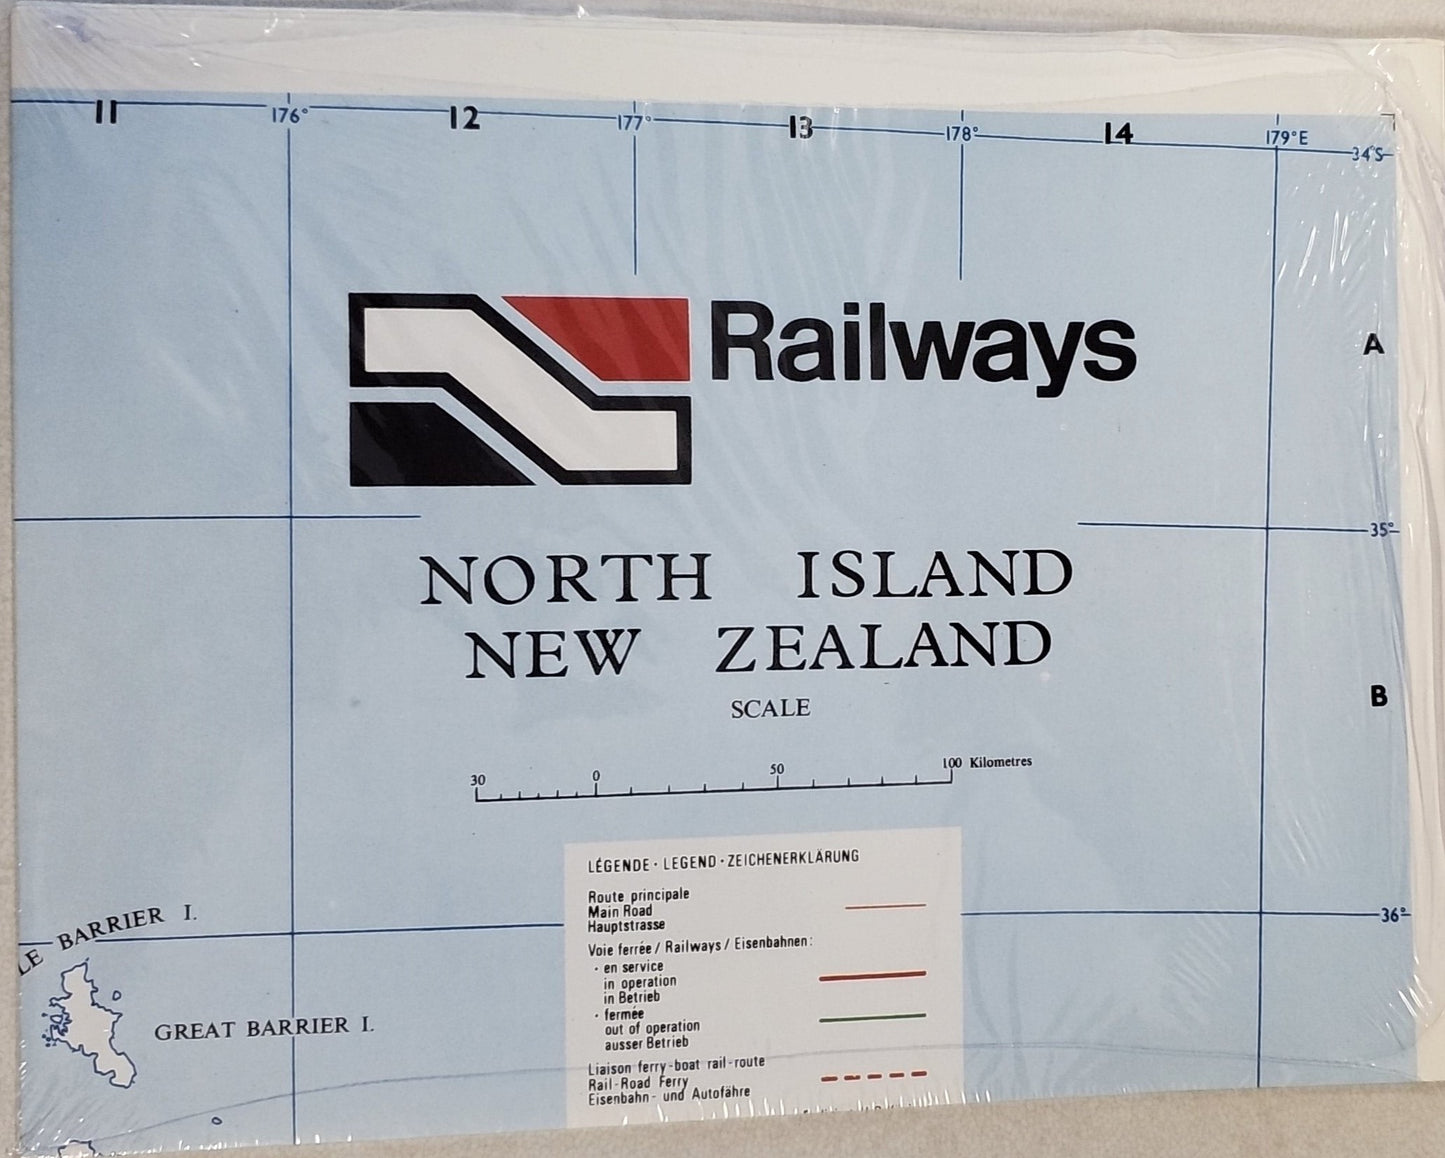 11 176° 12 177° 13 178° 14 179°E
34°S
Railways
A
35°
NORTH ISLAND
NEW ZEALAND
B
SCALE
30 0 50 100 Kilometres
LÉGENDE · LEGEND · ZEICHENERKLÄRUNG
Route principale
Main Road
Hauptstrasse
LE BARRIER I.
36°
Voie ferrée / Railways / Eisenbahnen:
· en service
in operation
in Betrieb
· fermée
out of operation
ausser Betrieb
GREAT BARRIER I.
Liaison ferry-boat rail-route
Rail-Road Ferry
Eisenbahn- und Autofähre